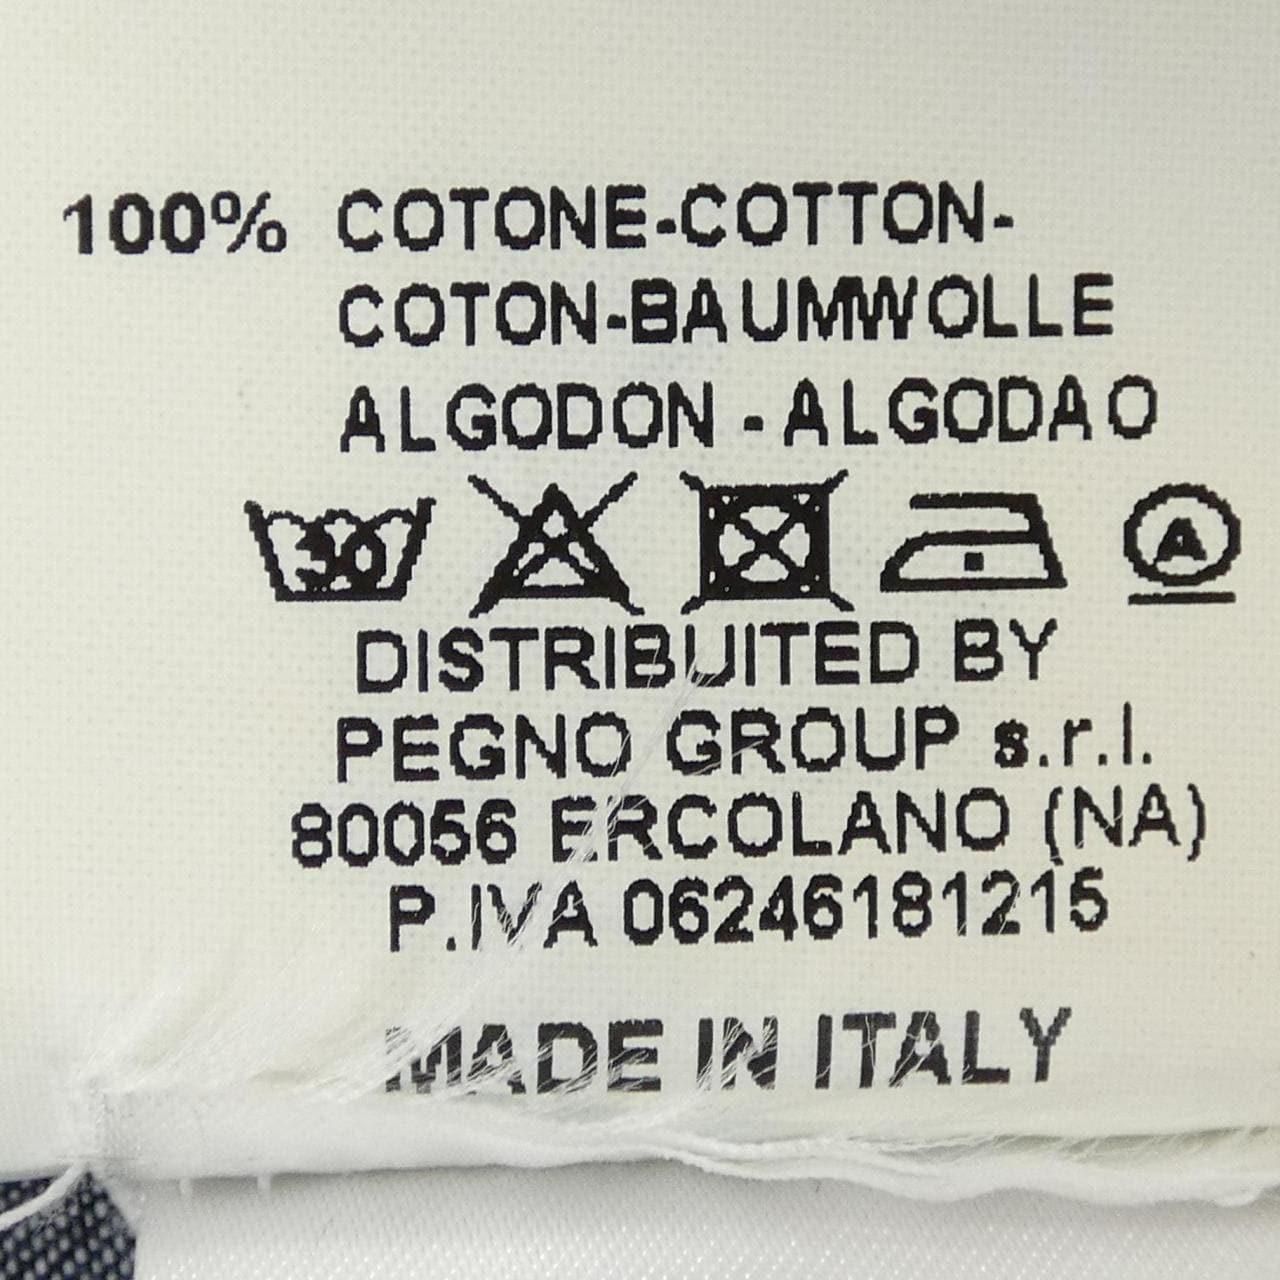 100% COTONE-COTTON-
COTON-BAUMWOLLE
ALGODON - ALGODAO
30 A
DISTRIBUITED BY
PEGNO GROUP s.r.l.
80056 ERCOLANO (NA)
P.IVA 06246181215
MADE IN ITALY